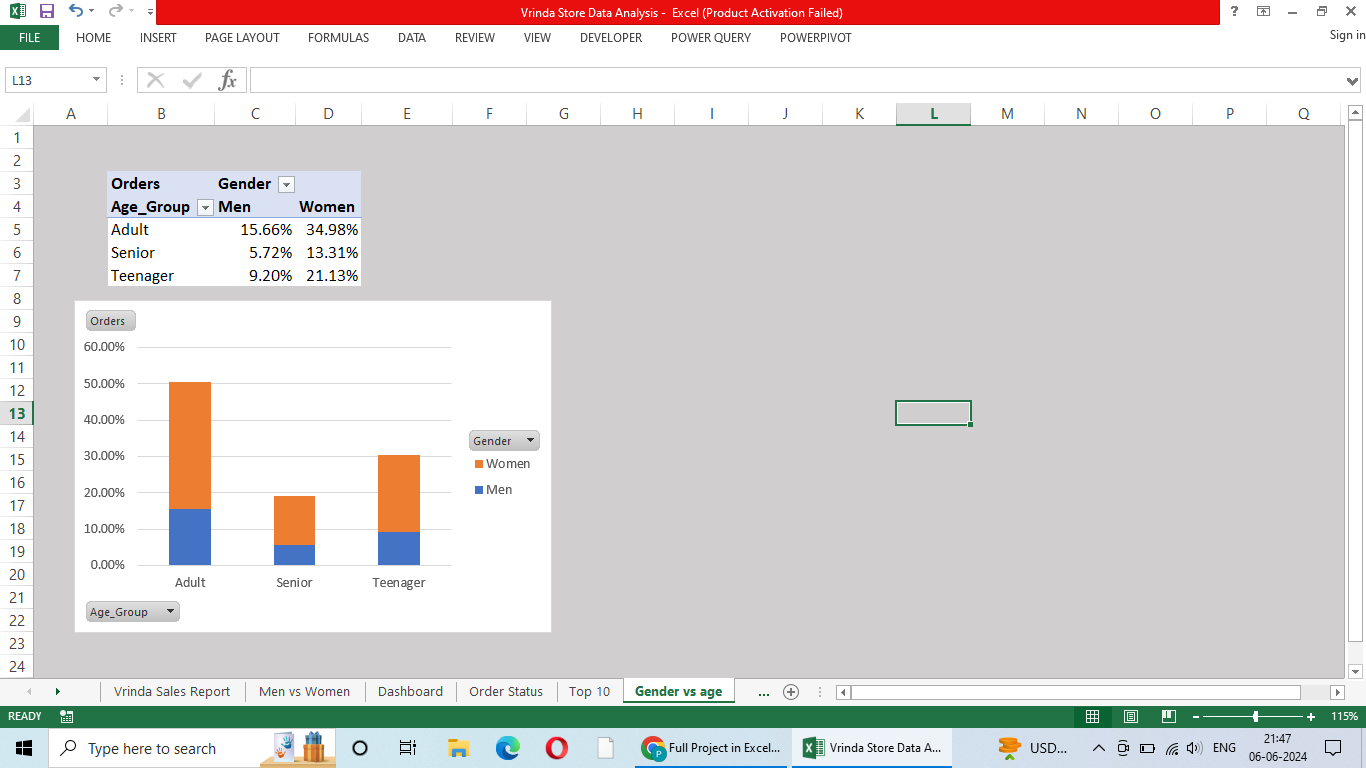 Vrinda Store Data Analysis - Excel (Product Activation Failed)
?
FILE HOME INSERT PAGE LAYOUT FORMULAS DATA REVIEW VIEW DEVELOPER POWER QUERY POWERPIVOT Sign in
L13 fx
A B C D E F G H I J K L M N O P Q
1
2
3 Orders Gender
4 Age_Group Men Women
5 Adult 15.66% 34.98%
6 Senior 5.72% 13.31%
7 Teenager 9.20% 21.13%
8
9 Orders
10 60.00%
11
12 50.00%
13 40.00%
14 Gender
15 30.00% Women
16 20.00% Men
17
18 10.00%
19
20 0.00%
Adult Senior Teenager
21
22 Age_Group
23
24
Vrinda Sales Report Men vs Women Dashboard Order Status Top 10 Gender vs age ...
READY 115%
Type here to search Full Project in Excel... Vrinda Store Data A... USD... ENG 21:47
06-06-2024